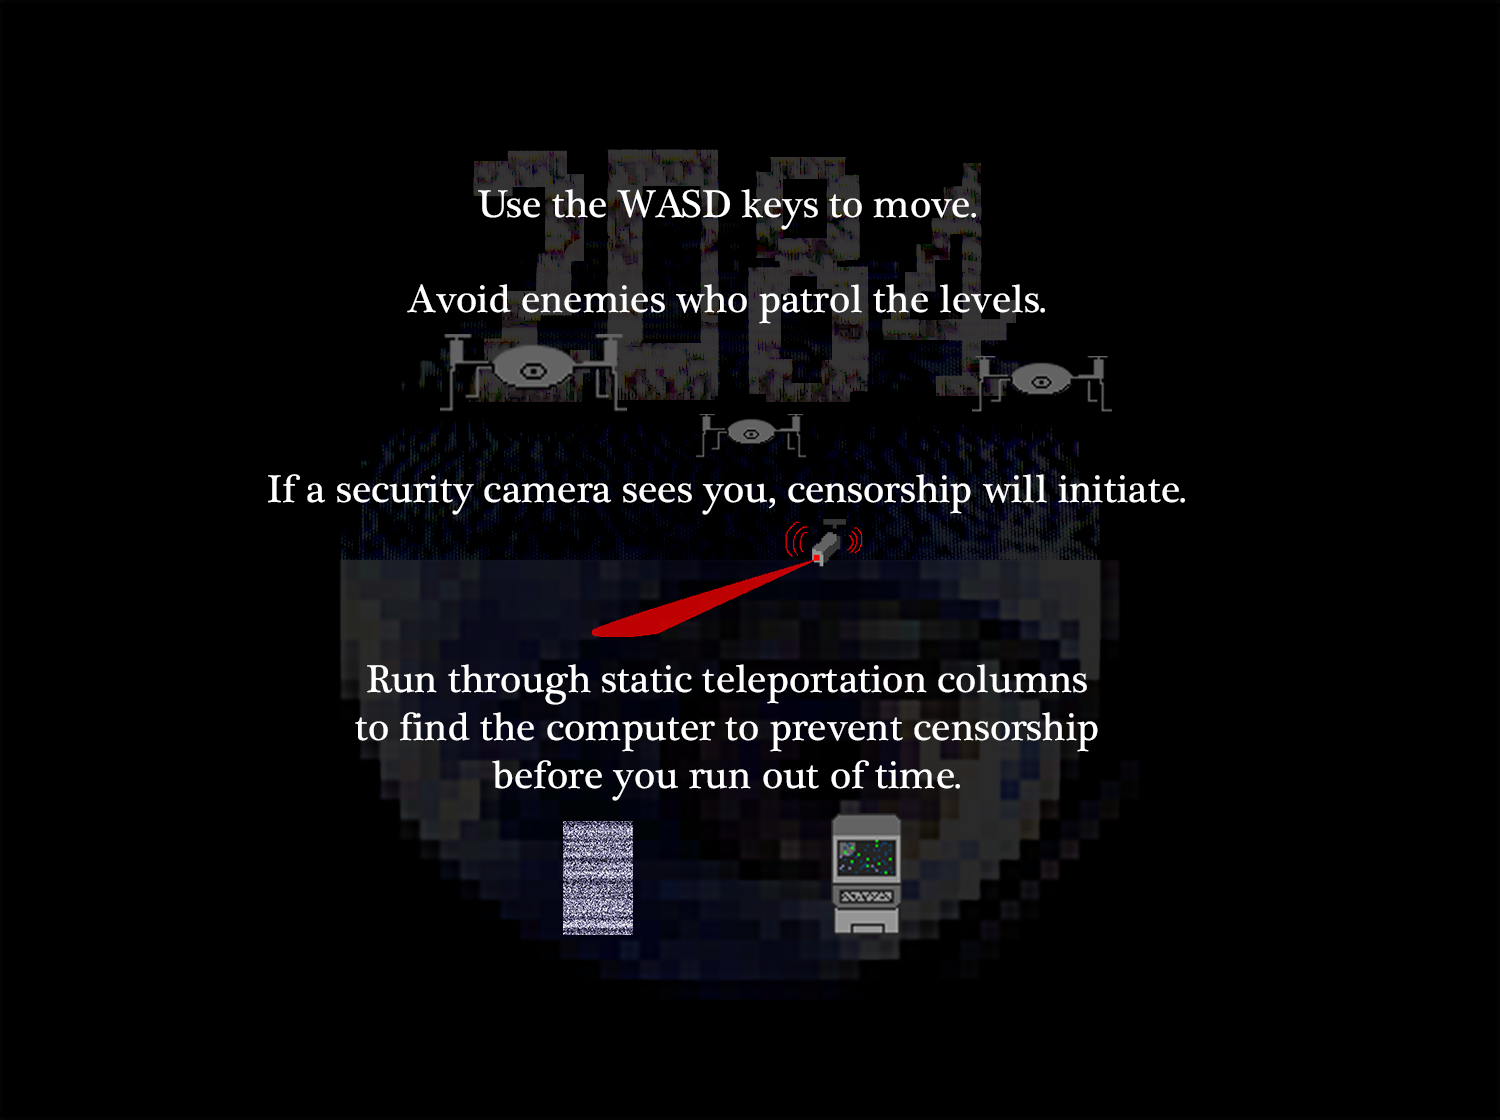 2084
Use the WASD keys to move.
Avoid enemies who patrol the levels.
If a security camera sees you, censorship will initiate.
Run through static teleportation columns
to find the computer to prevent censorship
before you run out of time.